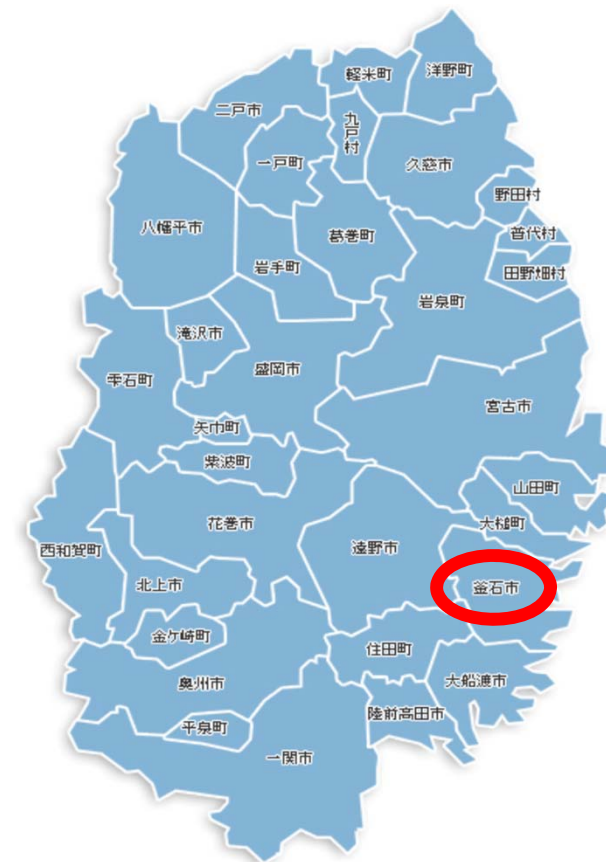 軽米町
洋野町
二戸市
九戸村
一戸町
久慈市
野田村
八幡平市
葛巻町
普代村
岩手町
田野畑村
岩泉町
滝沢市
盛岡市
雫石町
宮古市
矢巾町
紫波町
山田町
花巻市
大槌町
遠野市
西和賀町
北上市
釜石市
金ケ崎町
住田町
奥州市
大船渡市
陸前高田市
平泉町
一関市